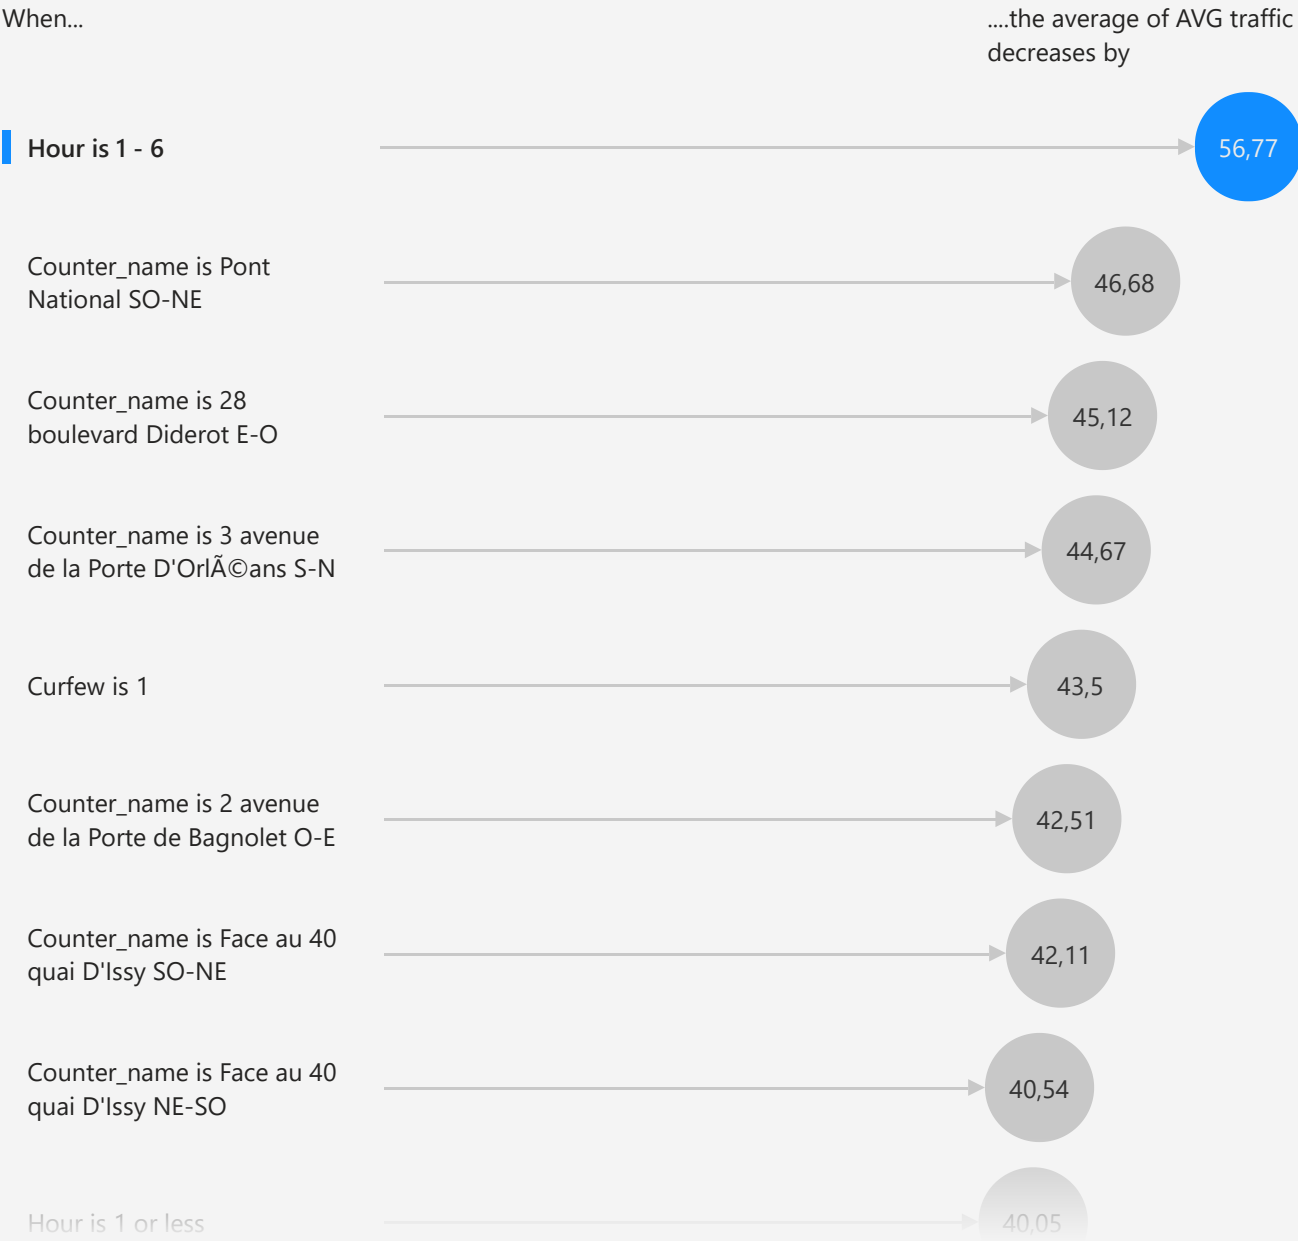 When...
....the average of AVG traffic
decreases by
Hour is 1 - 6
56,77
Counter_name is Pont
National SO-NE
46,68
Counter_name is 28
boulevard Diderot E-O
45,12
Counter_name is 3 avenue
de la Porte D'OrlÃ©ans S-N
44,67
Curfew is 1
43,5
Counter_name is 2 avenue
de la Porte de Bagnolet O-E
42,51
Counter_name is Face au 40
quai D'Issy SO-NE
42,11
Counter_name is Face au 40
quai D'Issy NE-SO
40,54
Hour is 1 or less
40,05